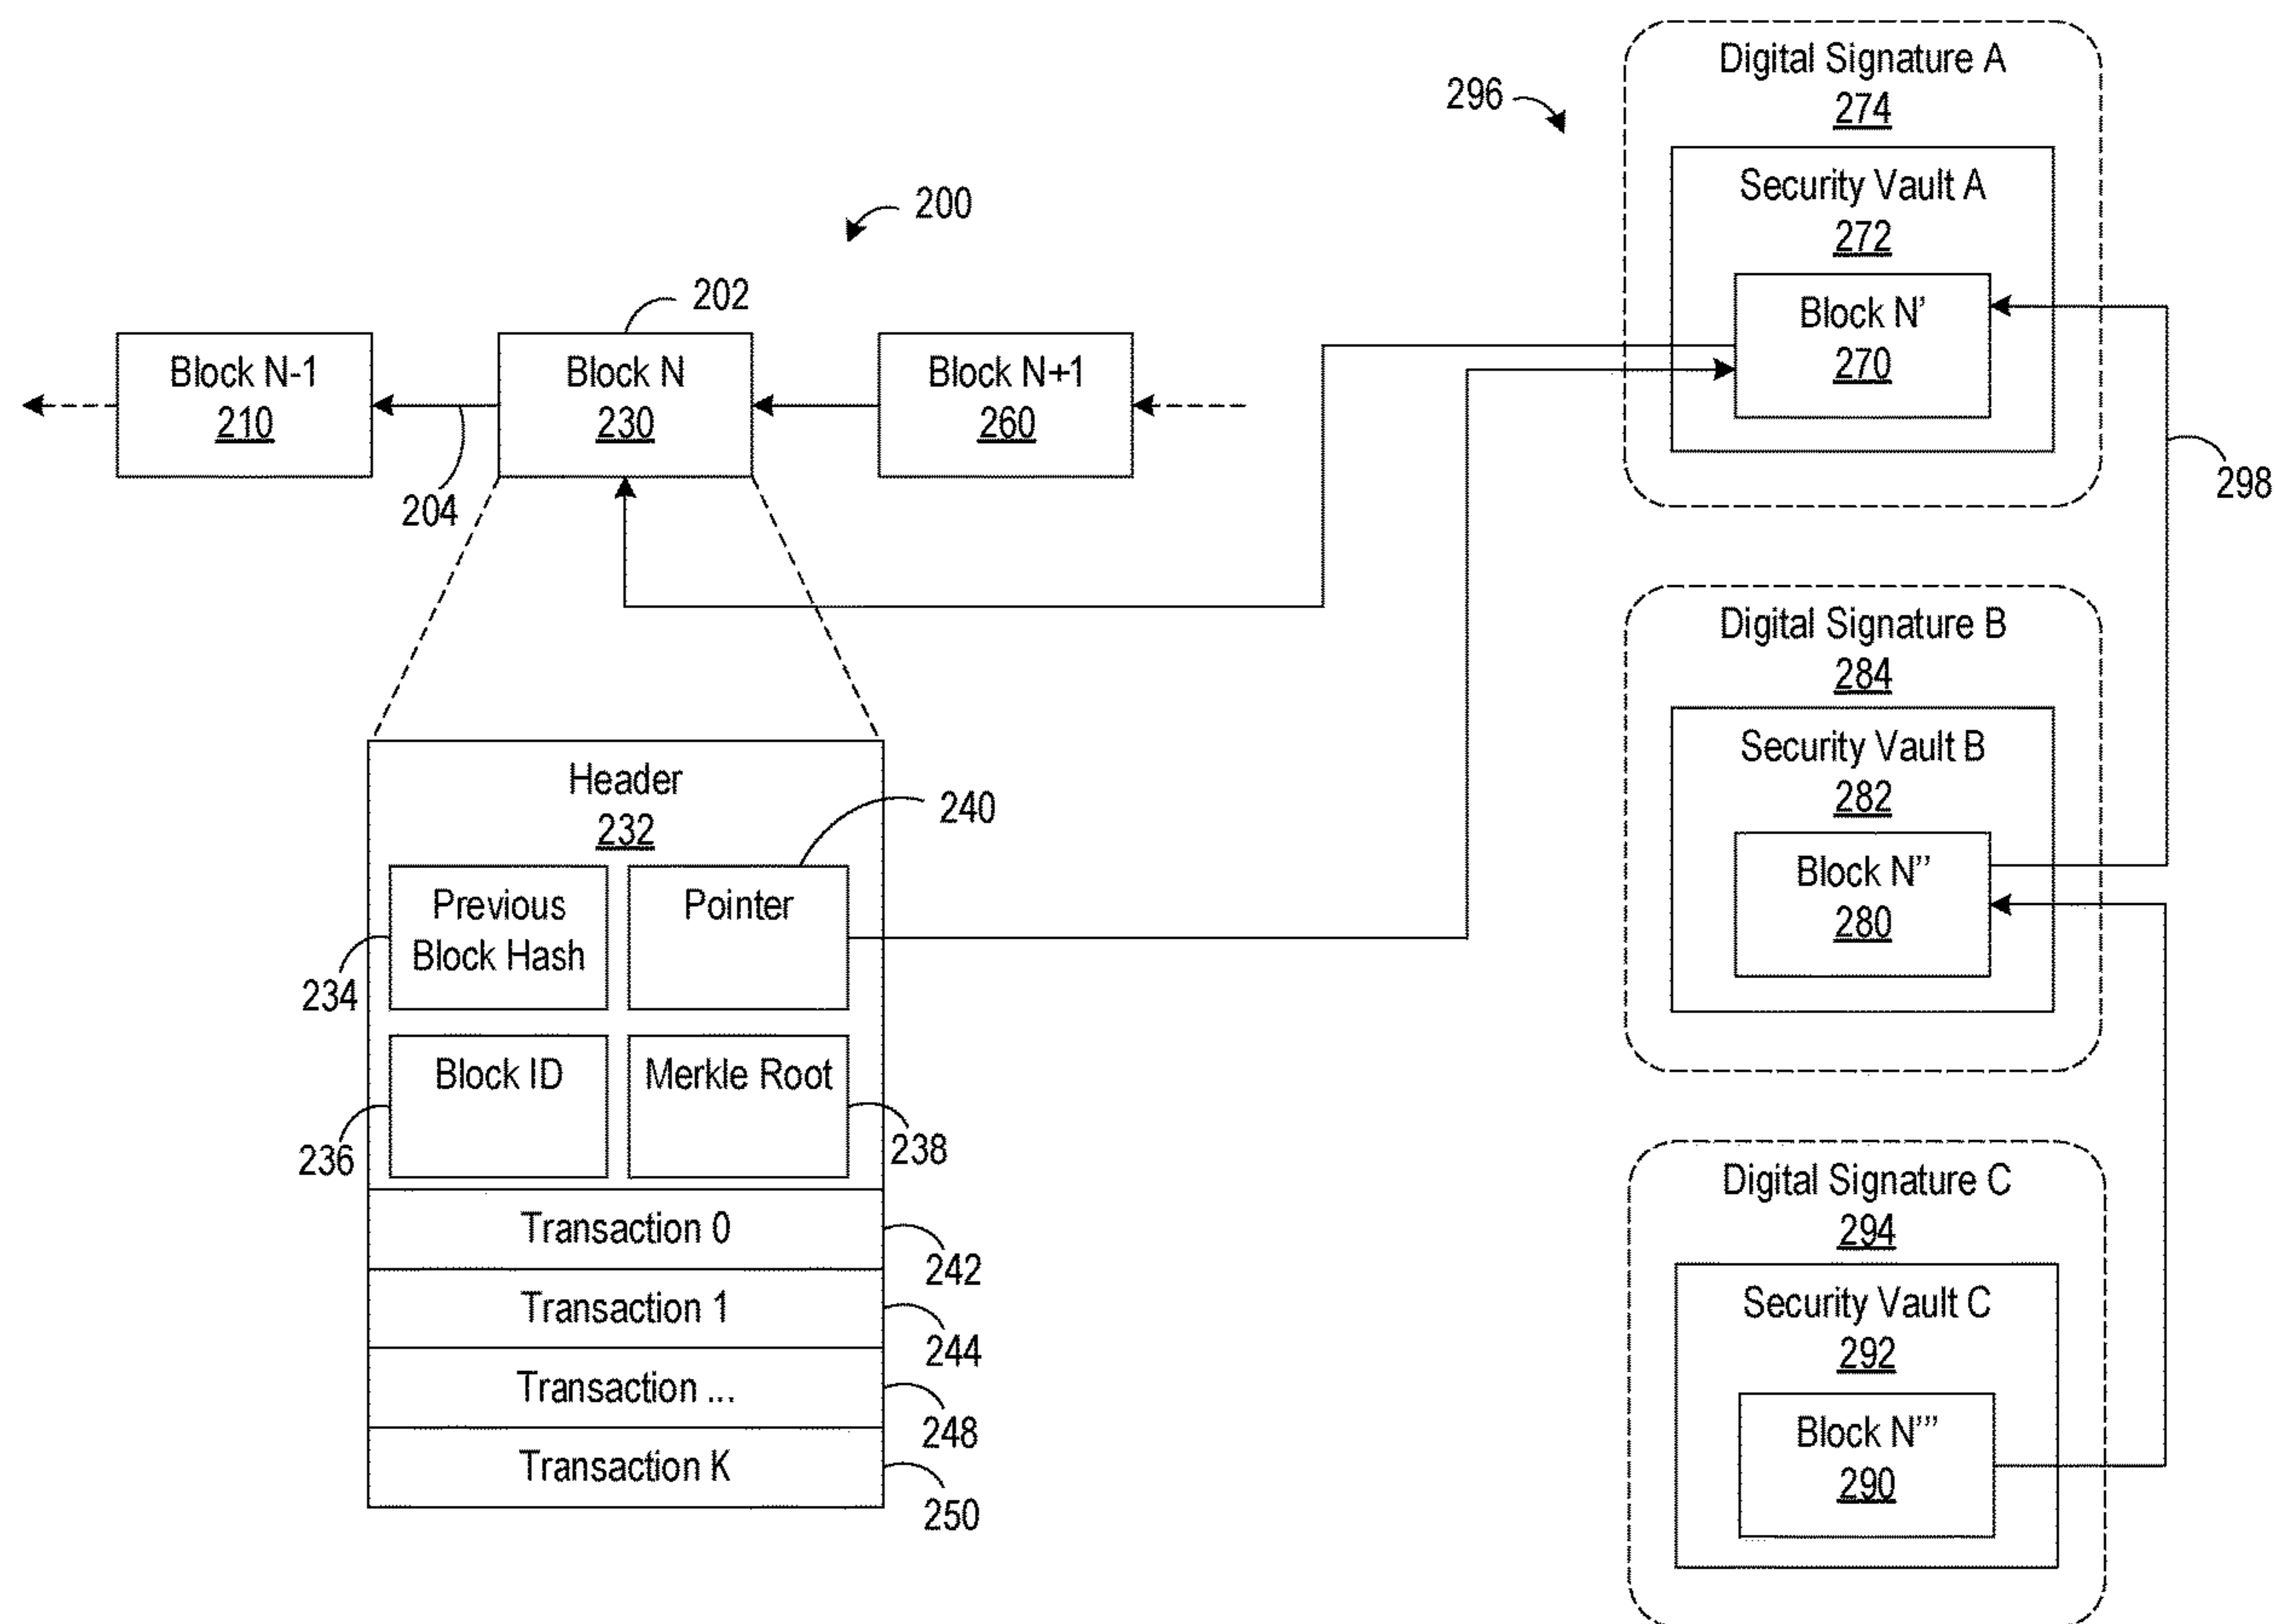 Digital Signature A
274
296
Security Vault A
272
200
202
Block N'
270
Block N-1
210
Block N
230
Block N+1
260
204
298
Digital Signature B
284
Security Vault B
282
Header
232
240
Block N''
280
Previous
Block Hash
Pointer
234
Block ID
Merkle Root
236
238
Digital Signature C
294
Transaction 0
242
Security Vault C
292
Transaction 1
244
Transaction ...
248
Block N'''
290
Transaction K
250